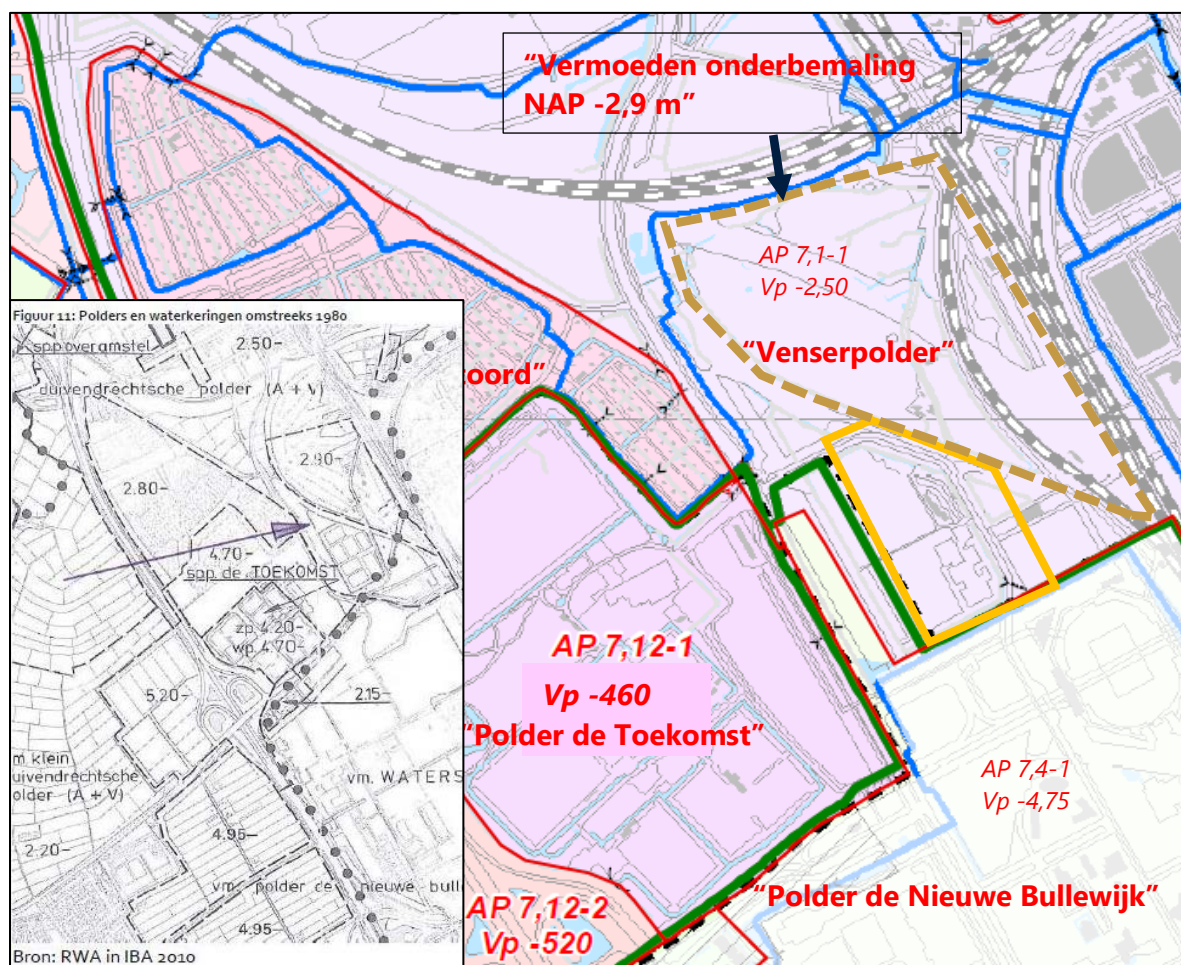 “Vermoeden onderbemaling
NAP -2,9 m”
AP 7,1-1
Vp -2,50
“Venserpolder”
oord”
AP 7,12-1
Vp -460
“Polder de Toekomst”
AP 7,4-1
Vp -4,75
“Polder de Nieuwe Bullewijk”
AP 7,12-2
Vp -520
Figuur 11: Polders en waterkeringen omstreeks 1980
spp overamstel
2.50-
duivendrechtsche polder (A + V)
2.80-
4.70-
spp. de TOEKOMST
zp 4.20-
wp. 4.70-
5.20-
2.15
m klein
uivendrechtsche
older (A + V)
vm. WATERS
2.20-
4.95-
vm. polder de nieuwe bull
4.95-
Bron: RWA in IBA 2010